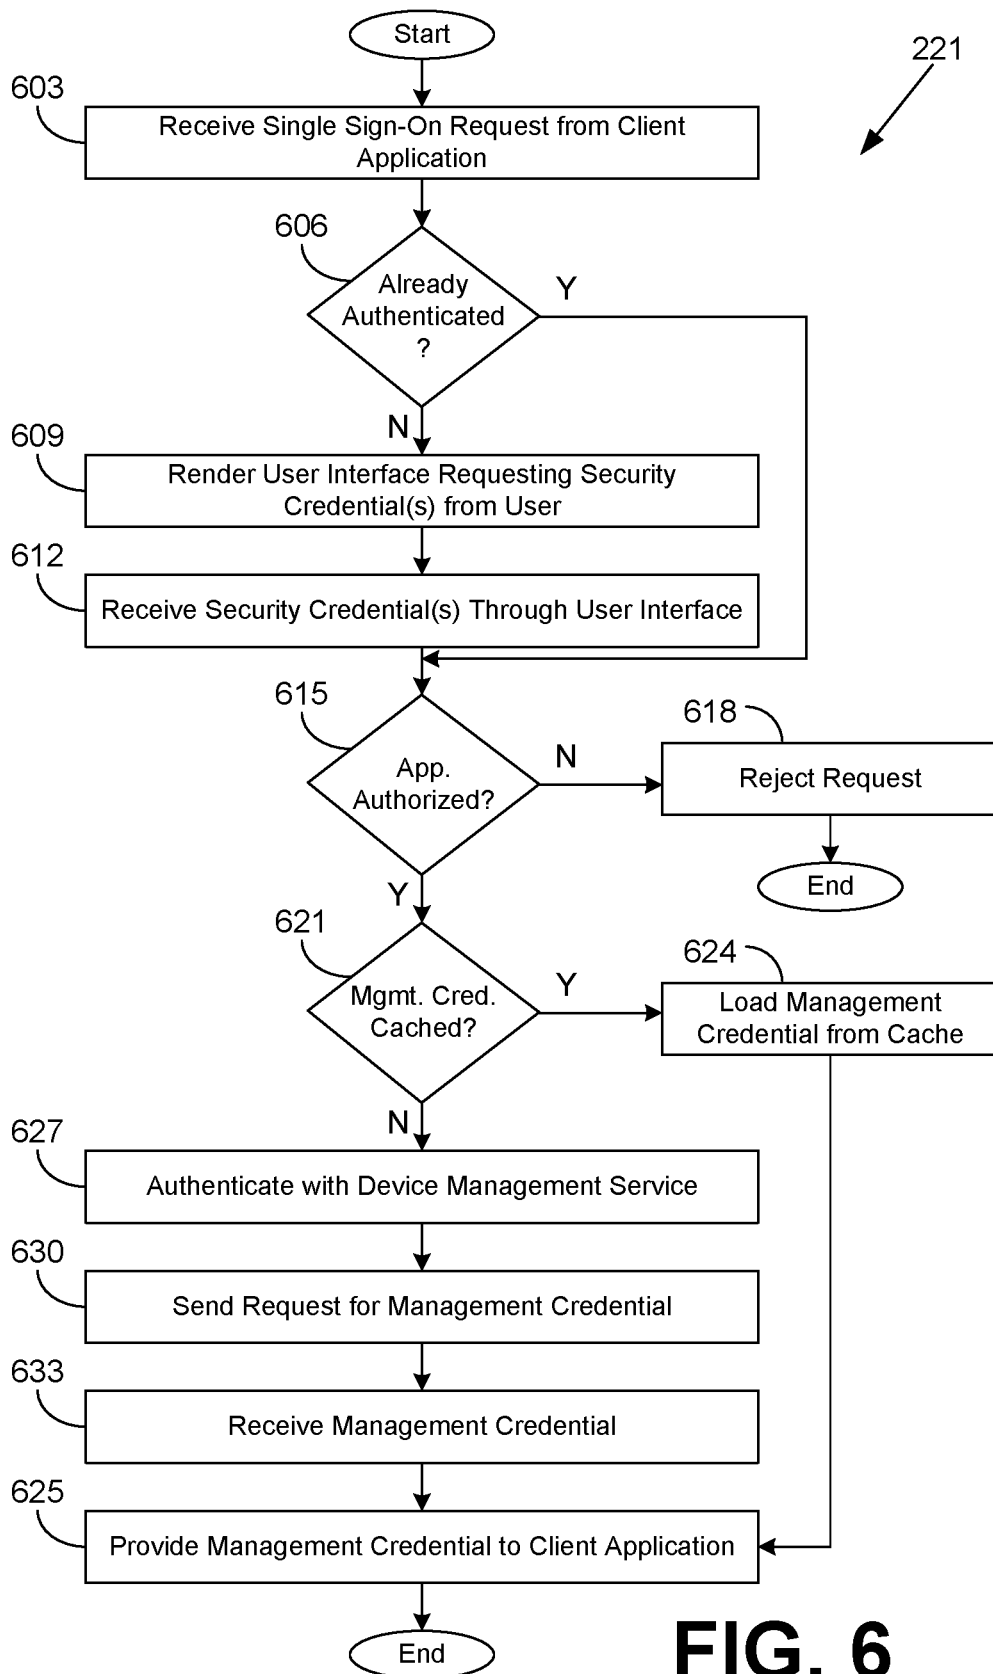 Start
221
603
Receive Single Sign-On Request from Client
Application
606
Already
Authenticated
?
Y
N
609
Render User Interface Requesting Security
Credential(s) from User
612
Receive Security Credential(s) Through User Interface
615
App.
Authorized?
N
618
Reject Request
End
Y
621
Mgmt. Cred.
Cached?
Y
624
Load Management
Credential from Cache
N
627
Authenticate with Device Management Service
630
Send Request for Management Credential
633
Receive Management Credential
625
Provide Management Credential to Client Application
End
FIG. 6